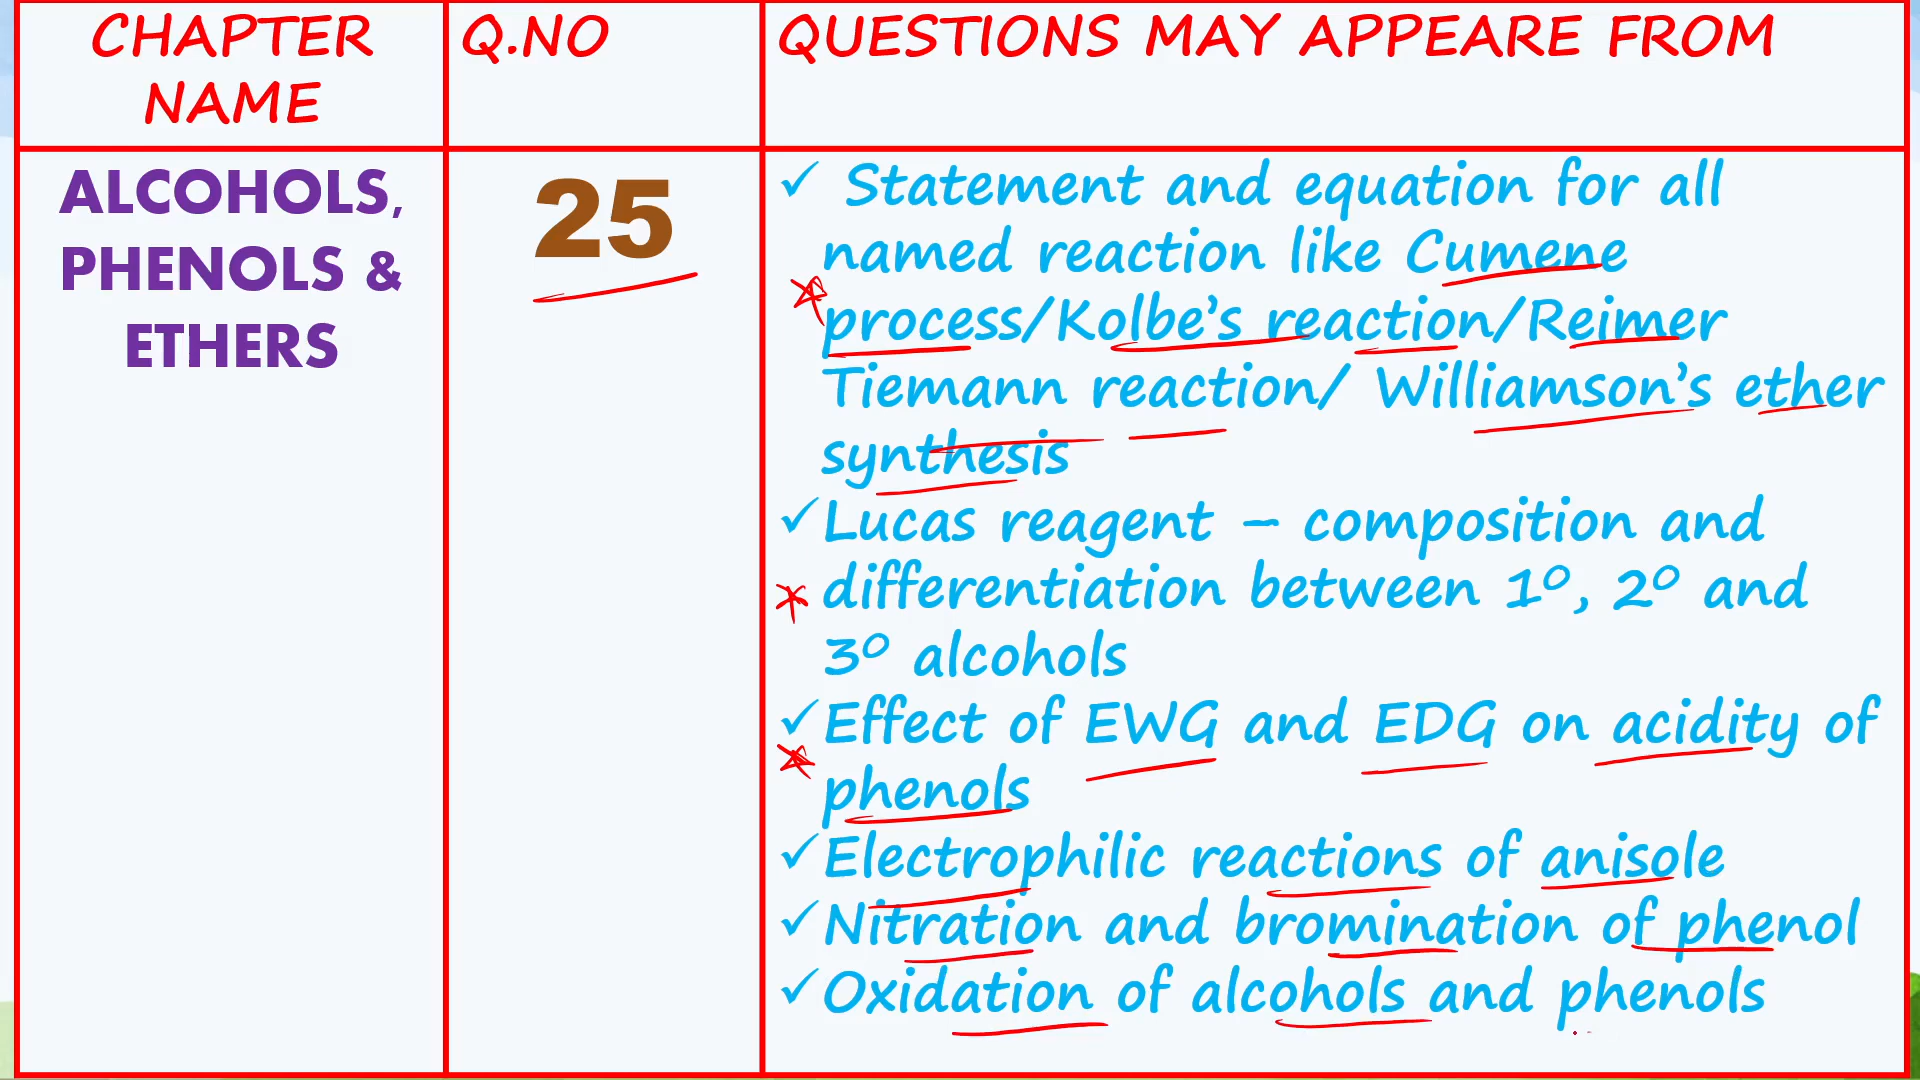 CHAPTER
NAME
Q.NO
QUESTIONS MAY APPEARE FROM
ALCOHOLS,
PHENOLS &
ETHERS
25
✓ Statement and equation for all
named reaction like Cumene
process/Kolbe's reaction/Reimer
Tiemann reaction/ Williamson's ether
synthesis
✓Lucas reagent – composition and
differentiation between 1⁰, 2⁰ and
3⁰ alcohols
✓Effect of EWG and EDG on acidity of
phenols
✓Electrophilic reactions of anisole
✓Nitration and bromination of phenol
✓Oxidation of alcohols and phenols